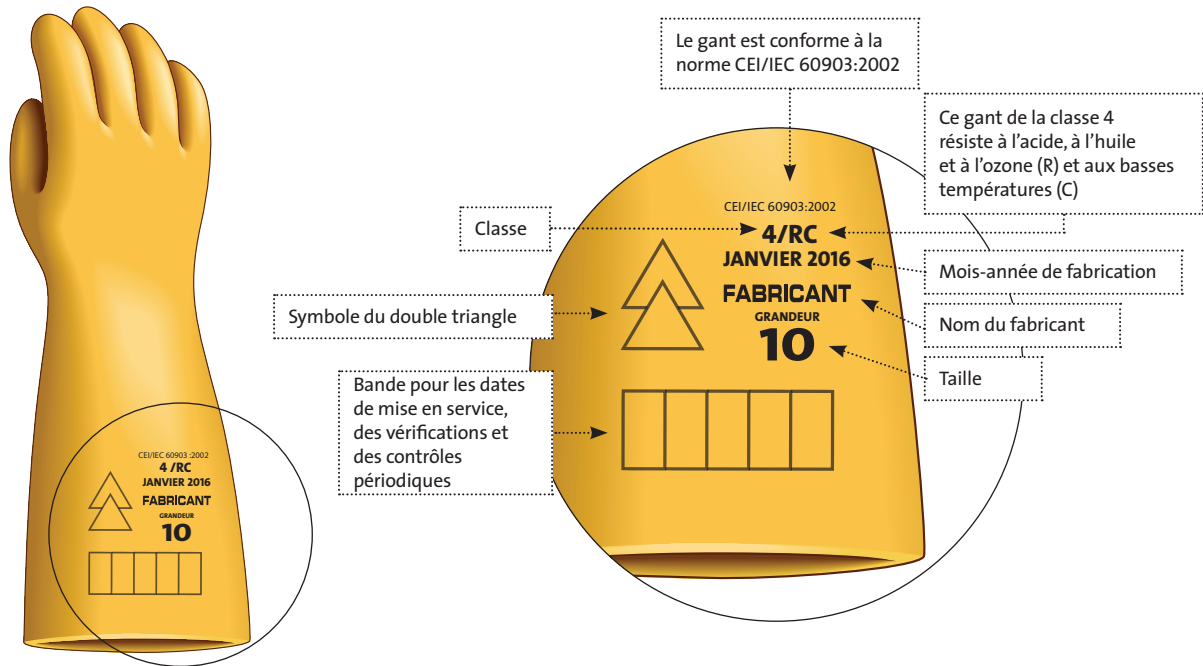 Le gant est conforme à la
norme CEI/IEC 60903:2002
Ce gant de la classe 4
résiste à l'acide, à l'huile
et à l'ozone (R) et aux basses
températures (C)
Classe
Symbole du double triangle
Bande pour les dates
de mise en service,
des vérifications et
des contrôles
périodiques
CEI/IEC 60903:2002
4/RC
JANVIER 2016
FABRICANT
GRANDEUR
10
Mois-année de fabrication
Nom du fabricant
Taille
CEI/IEC 60903 :2002
4 /RC
JANVIER 2016
FABRICANT
GRANDEUR
10